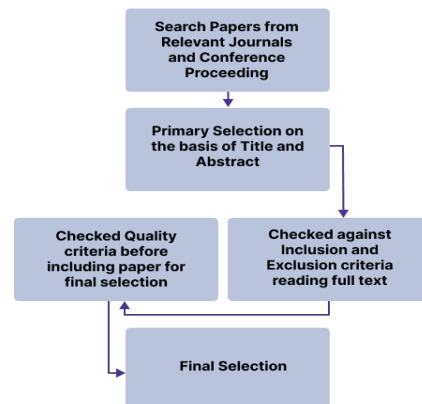 Search Papers from
Relevant Journals
and Conference
Proceeding
Primary Selection on
the basis of Title and
Abstract
Checked Quality
criteria before
including paper for
final selection
Checked against
Inclusion and
Exclusion criteria
reading full text
Final Selection